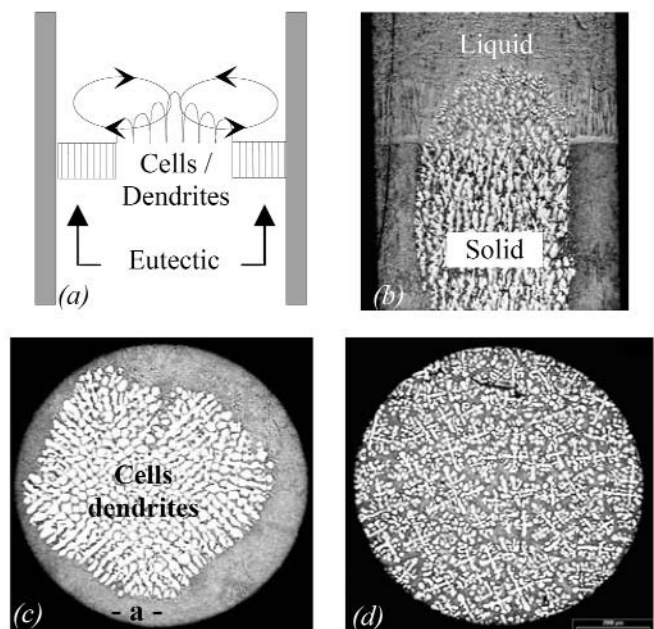 Cells /
Dendrites
Eutectic
(a)
Liquid
Solid
(b)
Cells
dendrites
- a -
(c)
(d)